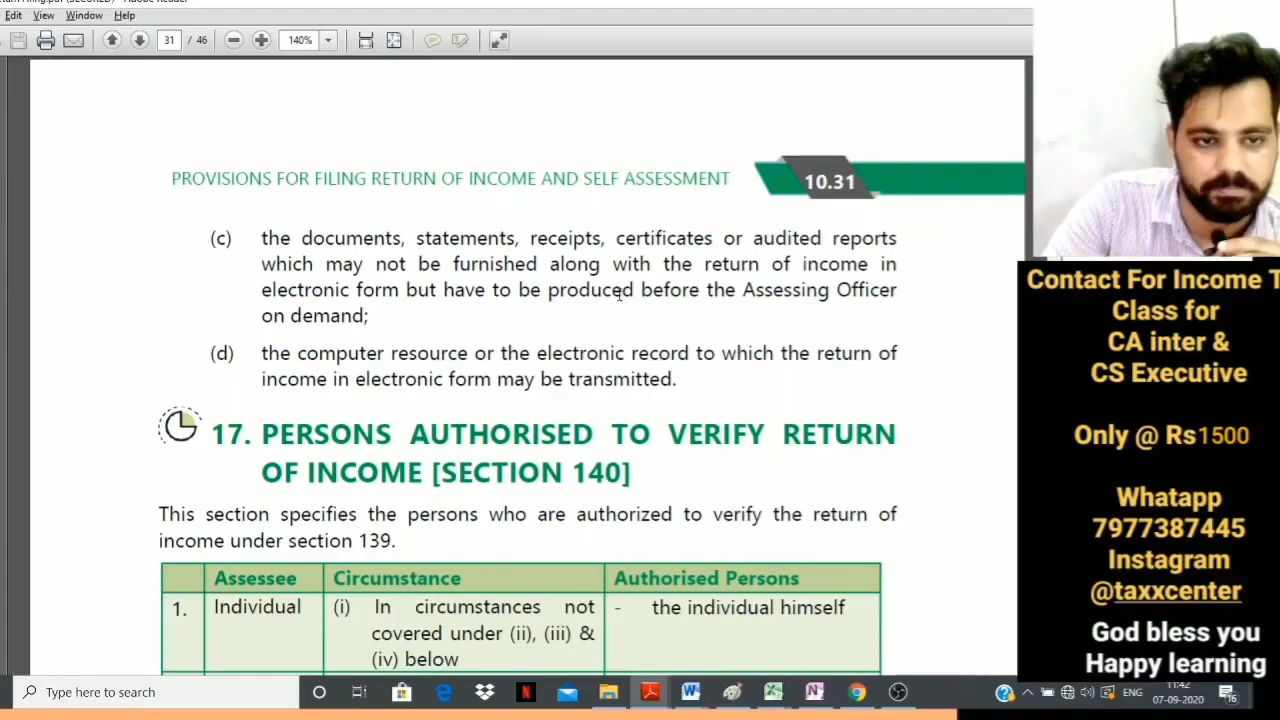 Edit View Window Help
31 / 46 140%
PROVISIONS FOR FILING RETURN OF INCOME AND SELF ASSESSMENT 10.31
(c) the documents, statements, receipts, certificates or audited reports
which may not be furnished along with the return of income in
electronic form but have to be produced before the Assessing Officer
on demand;
(d) the computer resource or the electronic record to which the return of
income in electronic form may be transmitted.
17. PERSONS AUTHORISED TO VERIFY RETURN
OF INCOME [SECTION 140]
This section specifies the persons who are authorized to verify the return of
income under section 139.
Assessee Circumstance Authorised Persons
1. Individual (i) In circumstances not - the individual himself
covered under (ii), (iii) &
(iv) below
Contact For Income T
Class for
CA inter &
CS Executive
Only @ Rs1500
Whatapp
7977387445
Instagram
@taxxcenter
God bless you
Happy learning
Type here to search
ENG
11:42
07-09-2020
16